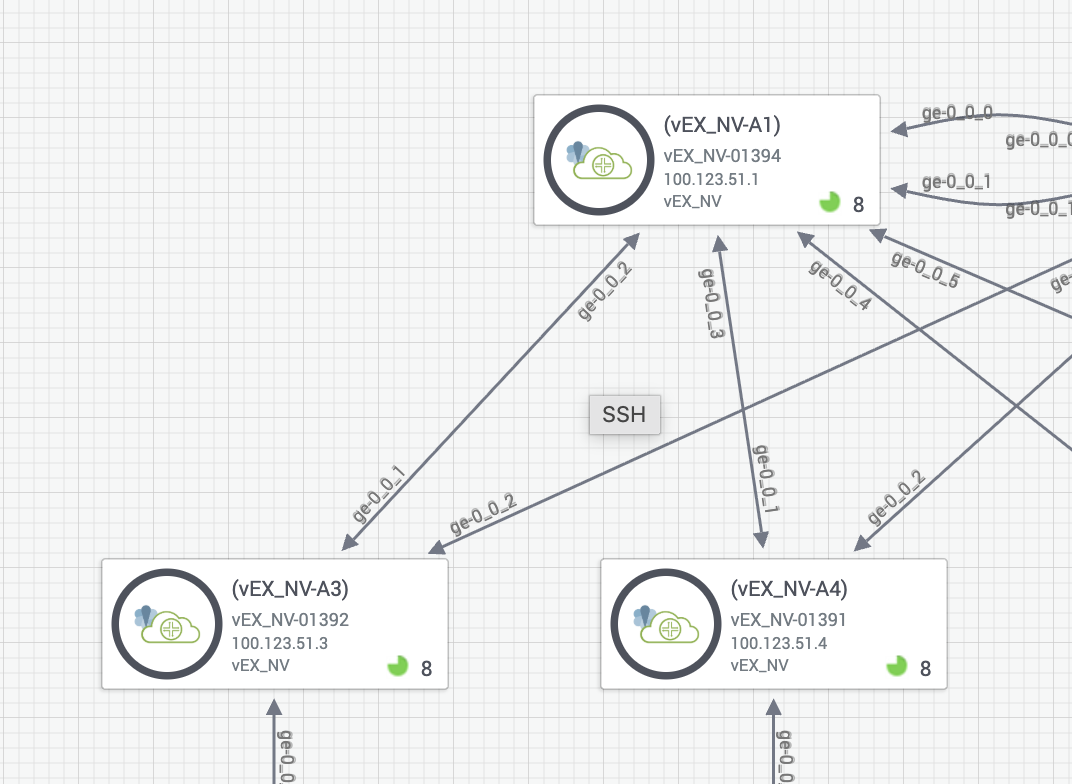 (vEX_NV-A1)
vEX_NV-01394
100.123.51.1
vEX_NV
8
ge-0_0_0
ge-0_0_1
ge-0_0_2
ge-0_0_3
ge-0_0_4
ge-0_0_5
SSH
ge-0_0_1
ge-0_0_2
ge-0_0_1
ge-0_0_2
(vEX_NV-A3)
vEX_NV-01392
100.123.51.3
vEX_NV
8
(vEX_NV-A4)
vEX_NV-01391
100.123.51.4
vEX_NV
8